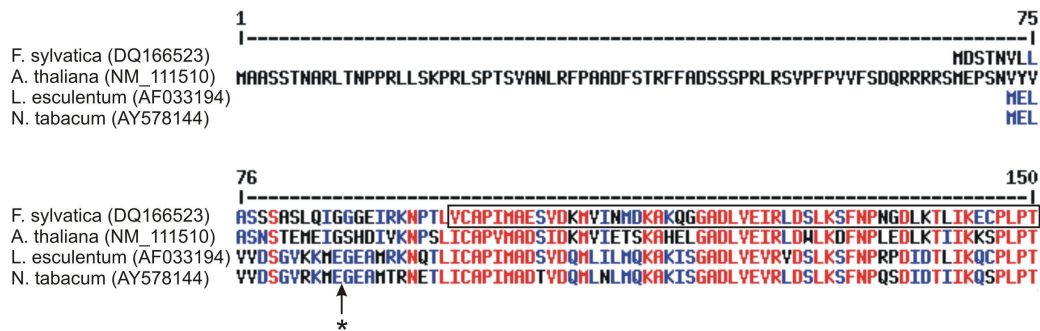 1 75
|------------------------------------------------------------------------|
F. sylvatica (DQ166523) MDSTNVLL
A. thaliana (NM_111510) MAASSTNARLTNPPRLLSKPRLSPTSVANLRFPAADFSTRFFADSSSPRLRSVPFPVVFSDQRRRRSMEPSNVYV
L. esculentum (AF033194) MEL
N. tabacum (AY578144) MEL
76 150
|------------------------------------------------------------------------|
F. sylvatica (DQ166523) ASSSASLQIGGGEIRKNPTLVCAPIMAESVDKMVINMDKAKQGGADLVEIRLDSLKSFNPNGDLKTLIKECPLPT
A. thaliana (NM_111510) ASNSTEMEIGSHDIVKNPSLICAPVMADSIDKMVIETSKAHELGADLVEIRLDWLKDFNPLEDLKTIIKKSPLPT
L. esculentum (AF033194) VVDSGVKKMEGEAMRKNQTLICAPIMADSVDQMLILMQKAKISGADLVEVRVDSLKSFNPRPDIDTLIKQCPLPT
N. tabacum (AY578144) VVDSGVRKMEGEAMTRNETLICAPIMADTVDQMLNLMQKAKISGADLVEVRLDSLKSFNPQSDIDTIIKQSPLPT
*